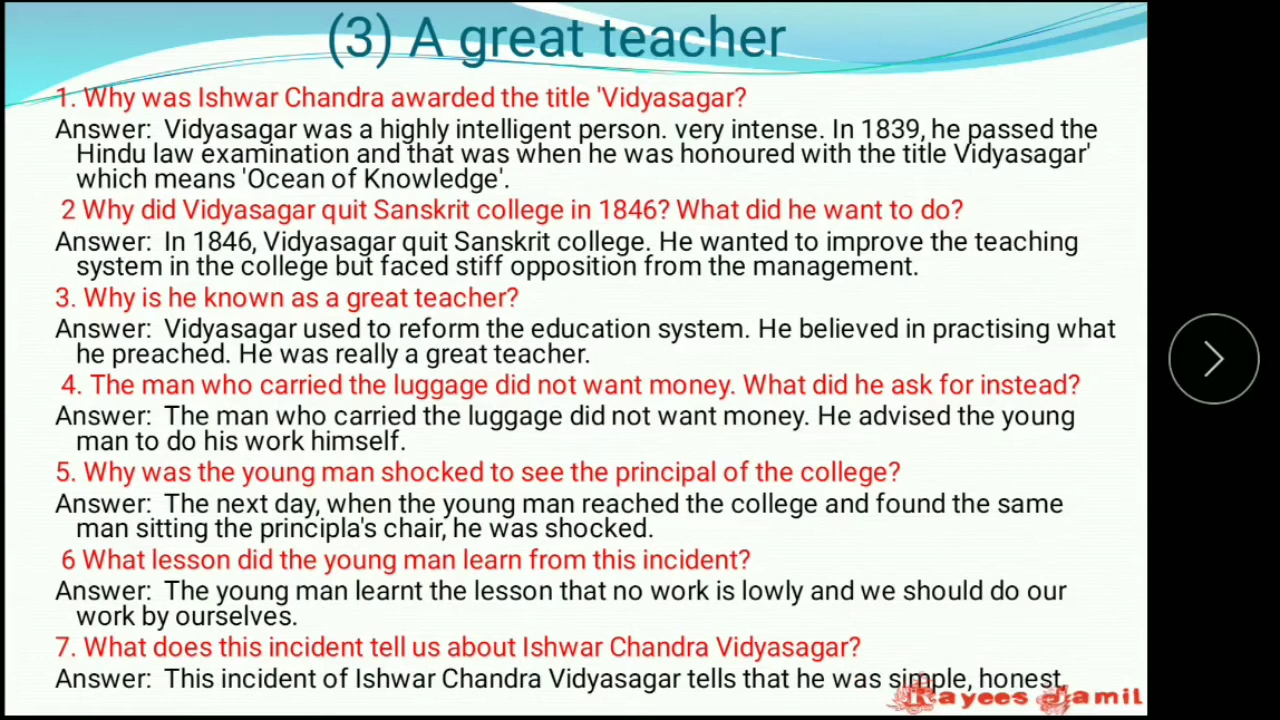 (3) A great teacher
1. Why was Ishwar Chandra awarded the title 'Vidyasagar?
Answer: Vidyasagar was a highly intelligent person. very intense. In 1839, he passed the
Hindu law examination and that was when he was honoured with the title Vidyasagar'
which means 'Ocean of Knowledge'.
2 Why did Vidyasagar quit Sanskrit college in 1846? What did he want to do?
Answer: In 1846, Vidyasagar quit Sanskrit college. He wanted to improve the teaching
system in the college but faced stiff opposition from the management.
3. Why is he known as a great teacher?
Answer: Vidyasagar used to reform the education system. He believed in practising what
he preached. He was really a great teacher.
4. The man who carried the luggage did not want money. What did he ask for instead?
Answer: The man who carried the luggage did not want money. He advised the young
man to do his work himself.
5. Why was the young man shocked to see the principal of the college?
Answer: The next day, when the young man reached the college and found the same
man sitting the principla's chair, he was shocked.
6 What lesson did the young man learn from this incident?
Answer: The young man learnt the lesson that no work is lowly and we should do our
work by ourselves.
7. What does this incident tell us about Ishwar Chandra Vidyasagar?
Answer: This incident of Ishwar Chandra Vidyasagar tells that he was simple, honest,
Rayees Jamil